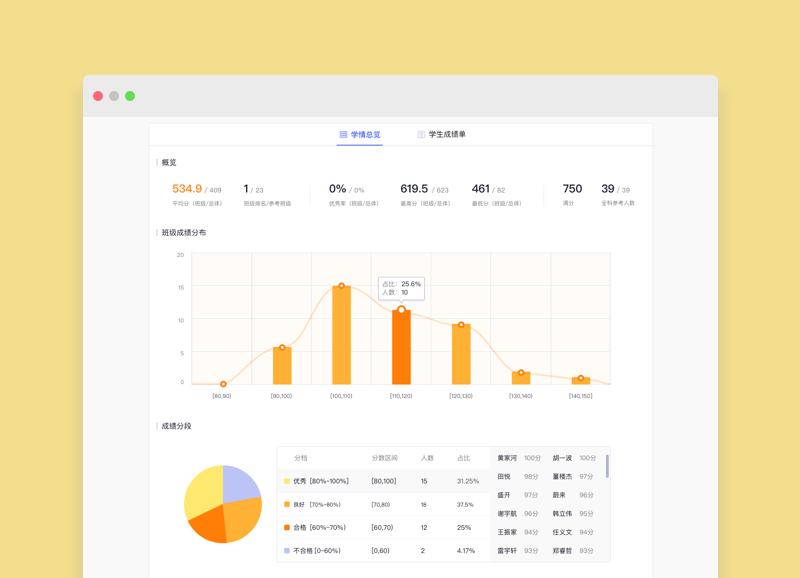 学情总览 学生成绩单
概览
534.9 / 409 1 / 23 0% / 0% 619.5 / 623 461 / 82 750 39 / 39
平均分（班级/总体） 班级排名/参考班级 优秀率（班级/总体） 最高分（班级/总体） 最低分（班级/总体） 满分 全科参考人数
班级成绩分布
20
15
10
5
0
占比： 25.6%
人数： 10
[80,90) [90,100) [100,110) [110,120) [120,130) [130,140) [140,150]
成绩分段
分档 分数区间 人数 占比
优秀 [80%~100%] [80,100] 15 31.25%
良好 [70%~80%) [70,80) 18 37.5%
合格 [60%~70%) [60,70) 12 25%
不合格 [0-60%) [0,60) 2 4.17%
黄家河 100分 胡一波 100分
田悦 98分 董楼杰 97分
盛开 97分 蔚来 96分
谢宇航 96分 韩立伟 95分
王振家 94分 任义文 94分
雷宇轩 93分 郑睿哲 93分